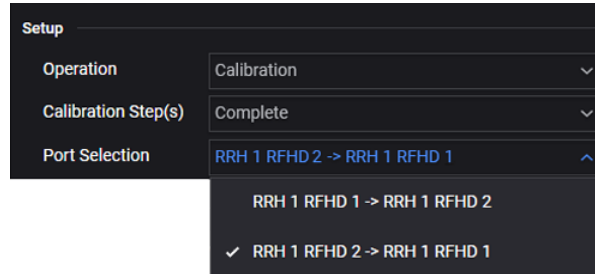 Setup
Operation Calibration
Calibration Step(s) Complete
Port Selection RRH 1 RFHD 2 -> RRH 1 RFHD 1
RRH 1 RFHD 1 -> RRH 1 RFHD 2
RRH 1 RFHD 2 -> RRH 1 RFHD 1